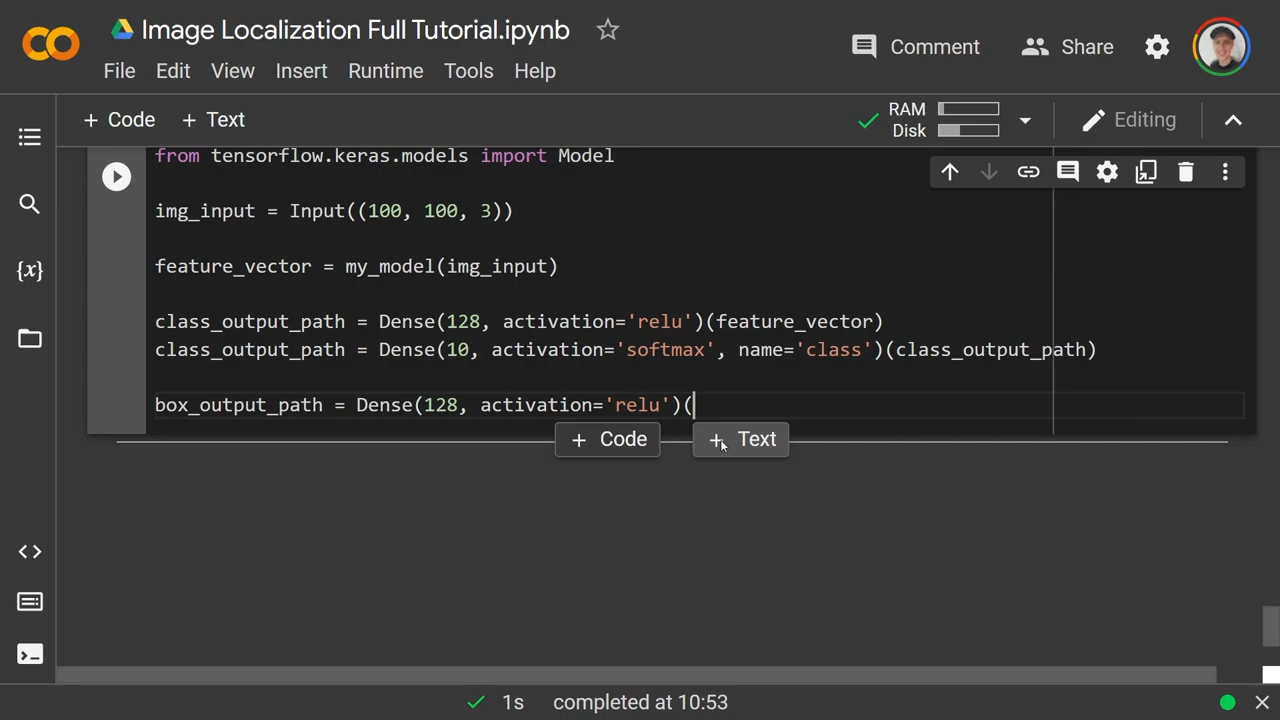 Image Localization Full Tutorial.ipynb
File Edit View Insert Runtime Tools Help
Comment
Share
+ Code + Text
RAM
Disk
Editing
from tensorflow.keras.models import Model
img_input = Input((100, 100, 3))
feature_vector = my_model(img_input)
class_output_path = Dense(128, activation='relu')(feature_vector)
class_output_path = Dense(10, activation='softmax', name='class')(class_output_path)
box_output_path = Dense(128, activation='relu')(
+ Code + Text
1s completed at 10:53